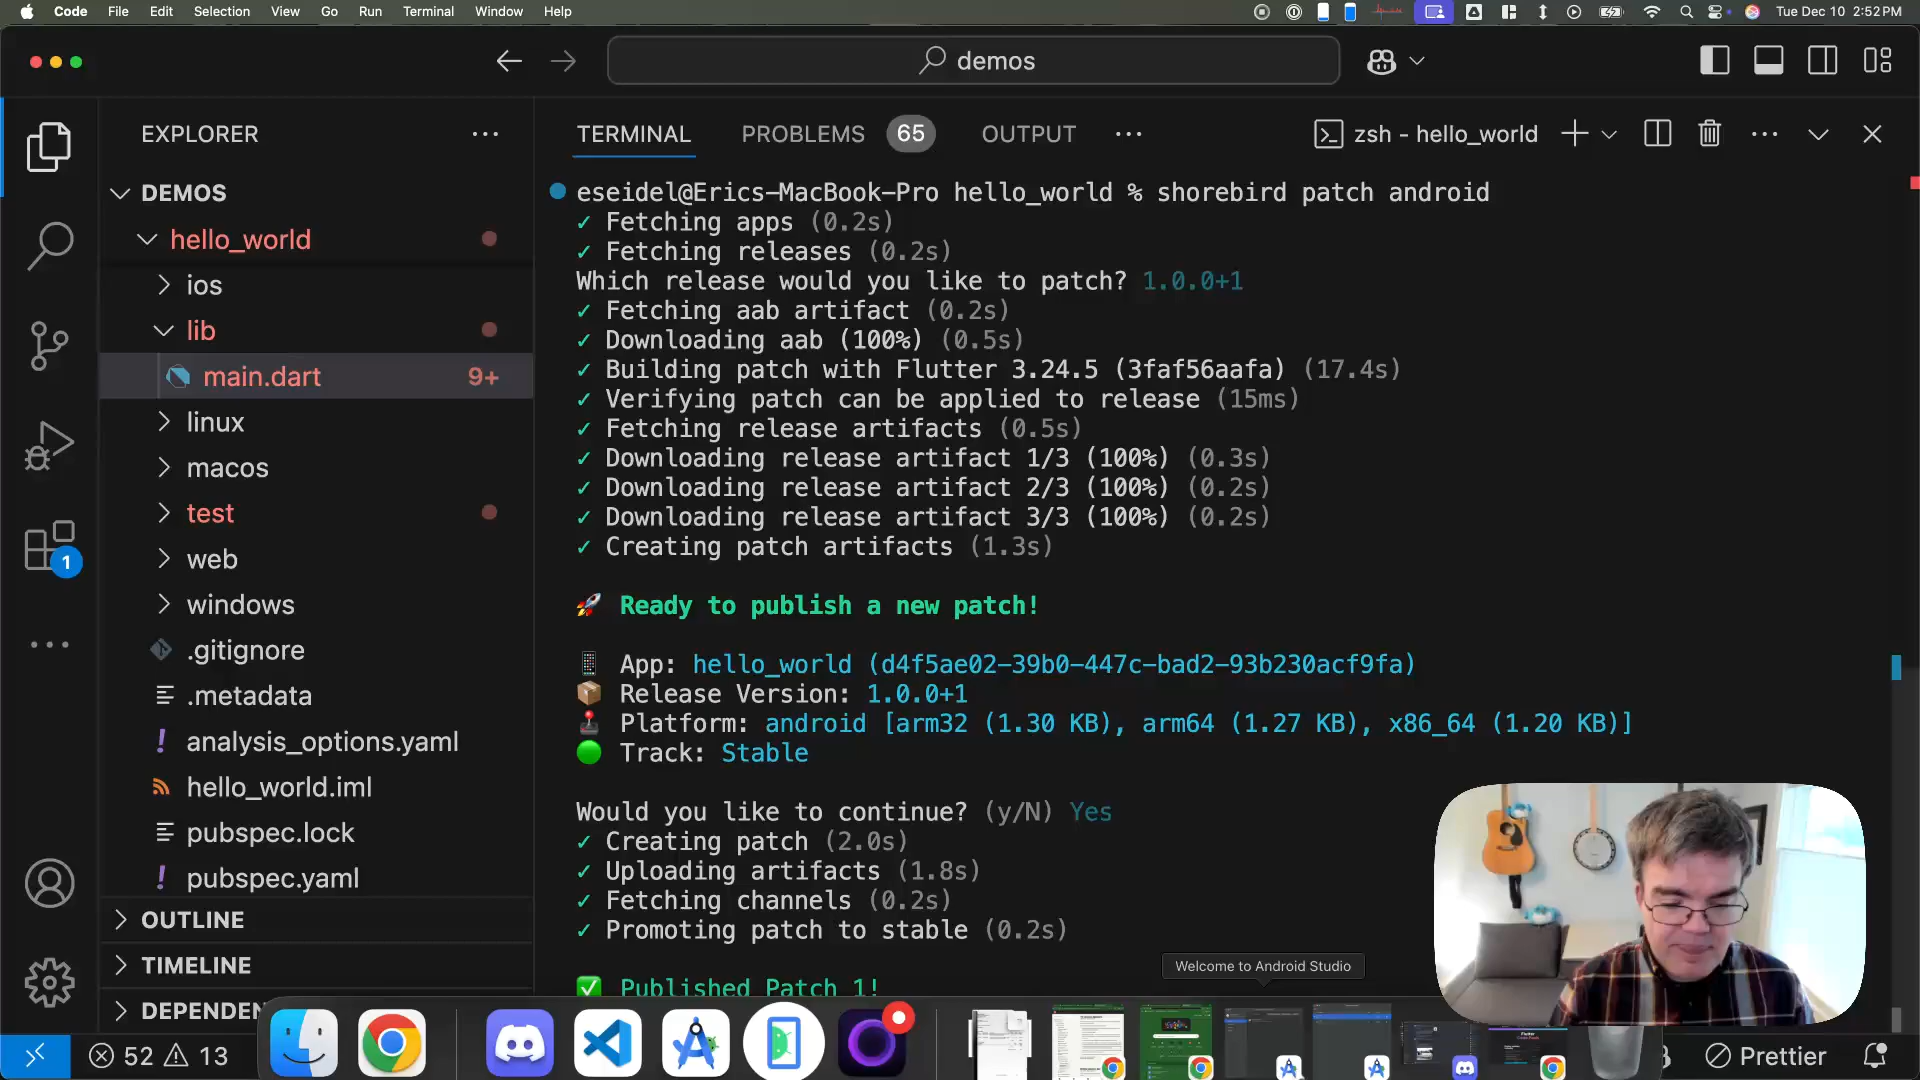 Code File Edit Selection View Go Run Terminal Window Help Tue Dec 10 2:52 PM
demos
EXPLORER
DEMOS
hello_world
ios
lib
main.dart 9+
linux
macos
test
web
windows
.gitignore
.metadata
analysis_options.yaml
hello_world.iml
pubspec.lock
pubspec.yaml
OUTLINE
TIMELINE
DEPENDEN
1
TERMINAL PROBLEMS 65 OUTPUT zsh - hello_world
eseidel@Erics-MacBook-Pro hello_world % shorebird patch android
✓ Fetching apps (0.2s)
✓ Fetching releases (0.2s)
Which release would you like to patch? 1.0.0+1
✓ Fetching aab artifact (0.2s)
✓ Downloading aab (100%) (0.5s)
✓ Building patch with Flutter 3.24.5 (3faf56aafa) (17.4s)
✓ Verifying patch can be applied to release (15ms)
✓ Fetching release artifacts (0.5s)
✓ Downloading release artifact 1/3 (100%) (0.3s)
✓ Downloading release artifact 2/3 (100%) (0.2s)
✓ Downloading release artifact 3/3 (100%) (0.2s)
✓ Creating patch artifacts (1.3s)
🚀 Ready to publish a new patch!
📱 App: hello_world (d4f5ae02-39b0-447c-bad2-93b230acf9fa)
📦 Release Version: 1.0.0+1
🕹️ Platform: android [arm32 (1.30 KB), arm64 (1.27 KB), x86_64 (1.20 KB)]
🟢 Track: Stable
Would you like to continue? (y/N) Yes
✓ Creating patch (2.0s)
✓ Uploading artifacts (1.8s)
✓ Fetching channels (0.2s)
✓ Promoting patch to stable (0.2s)
✅ Published Patch 1!
Welcome to Android Studio
52 13 Prettier